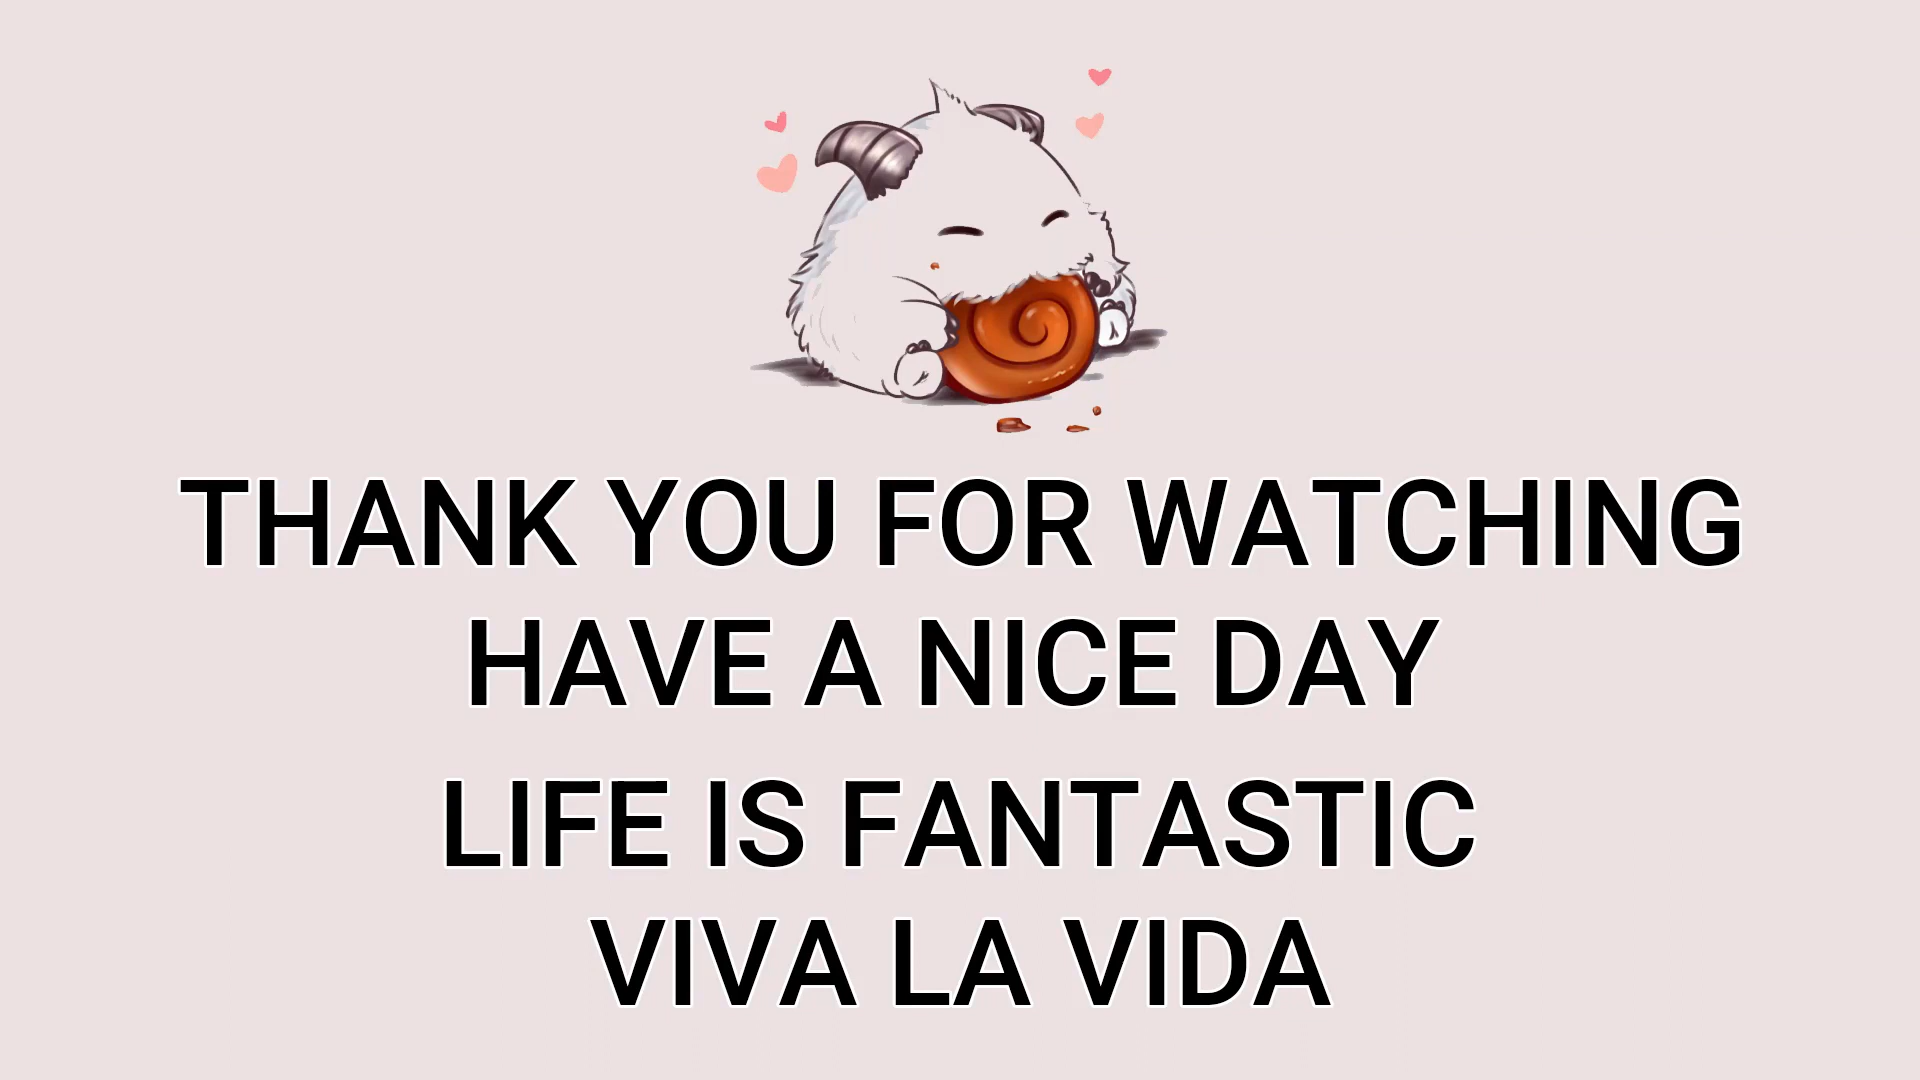 THANK YOU FOR WATCHING
HAVE A NICE DAY
LIFE IS FANTASTIC
VIVA LA VIDA